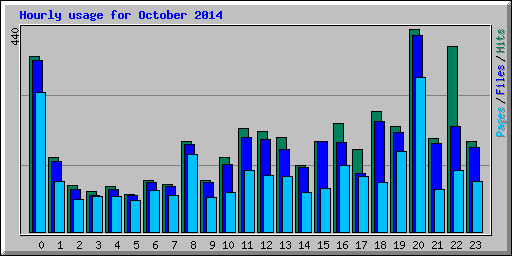 Hourly usage for October 2014
440
Pages / Files / Hits
0 1 2 3 4 5 6 7 8 9 10 11 12 13 14 15 16 17 18 19 20 21 22 23